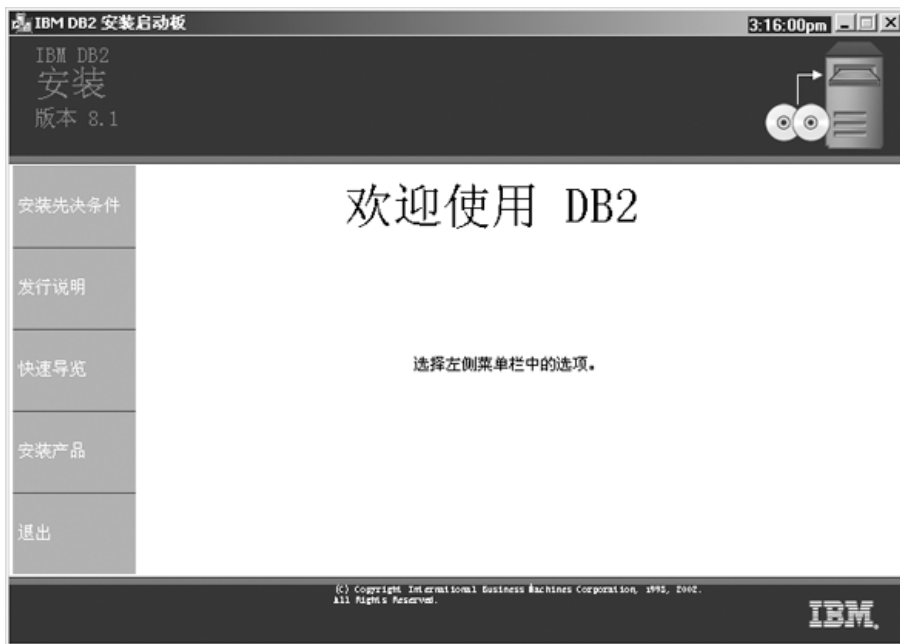 IBM DB2 安装启动板
3:16:00pm
IBM DB2
安装
版本 8.1
安装先决条件
发行说明
快速导览
安装产品
退出
欢迎使用 DB2
选择左侧菜单栏中的选项。
(C) Copyright International Business Machines Corporation, 1993, 2002.
All Rights Reserved.
IBM.